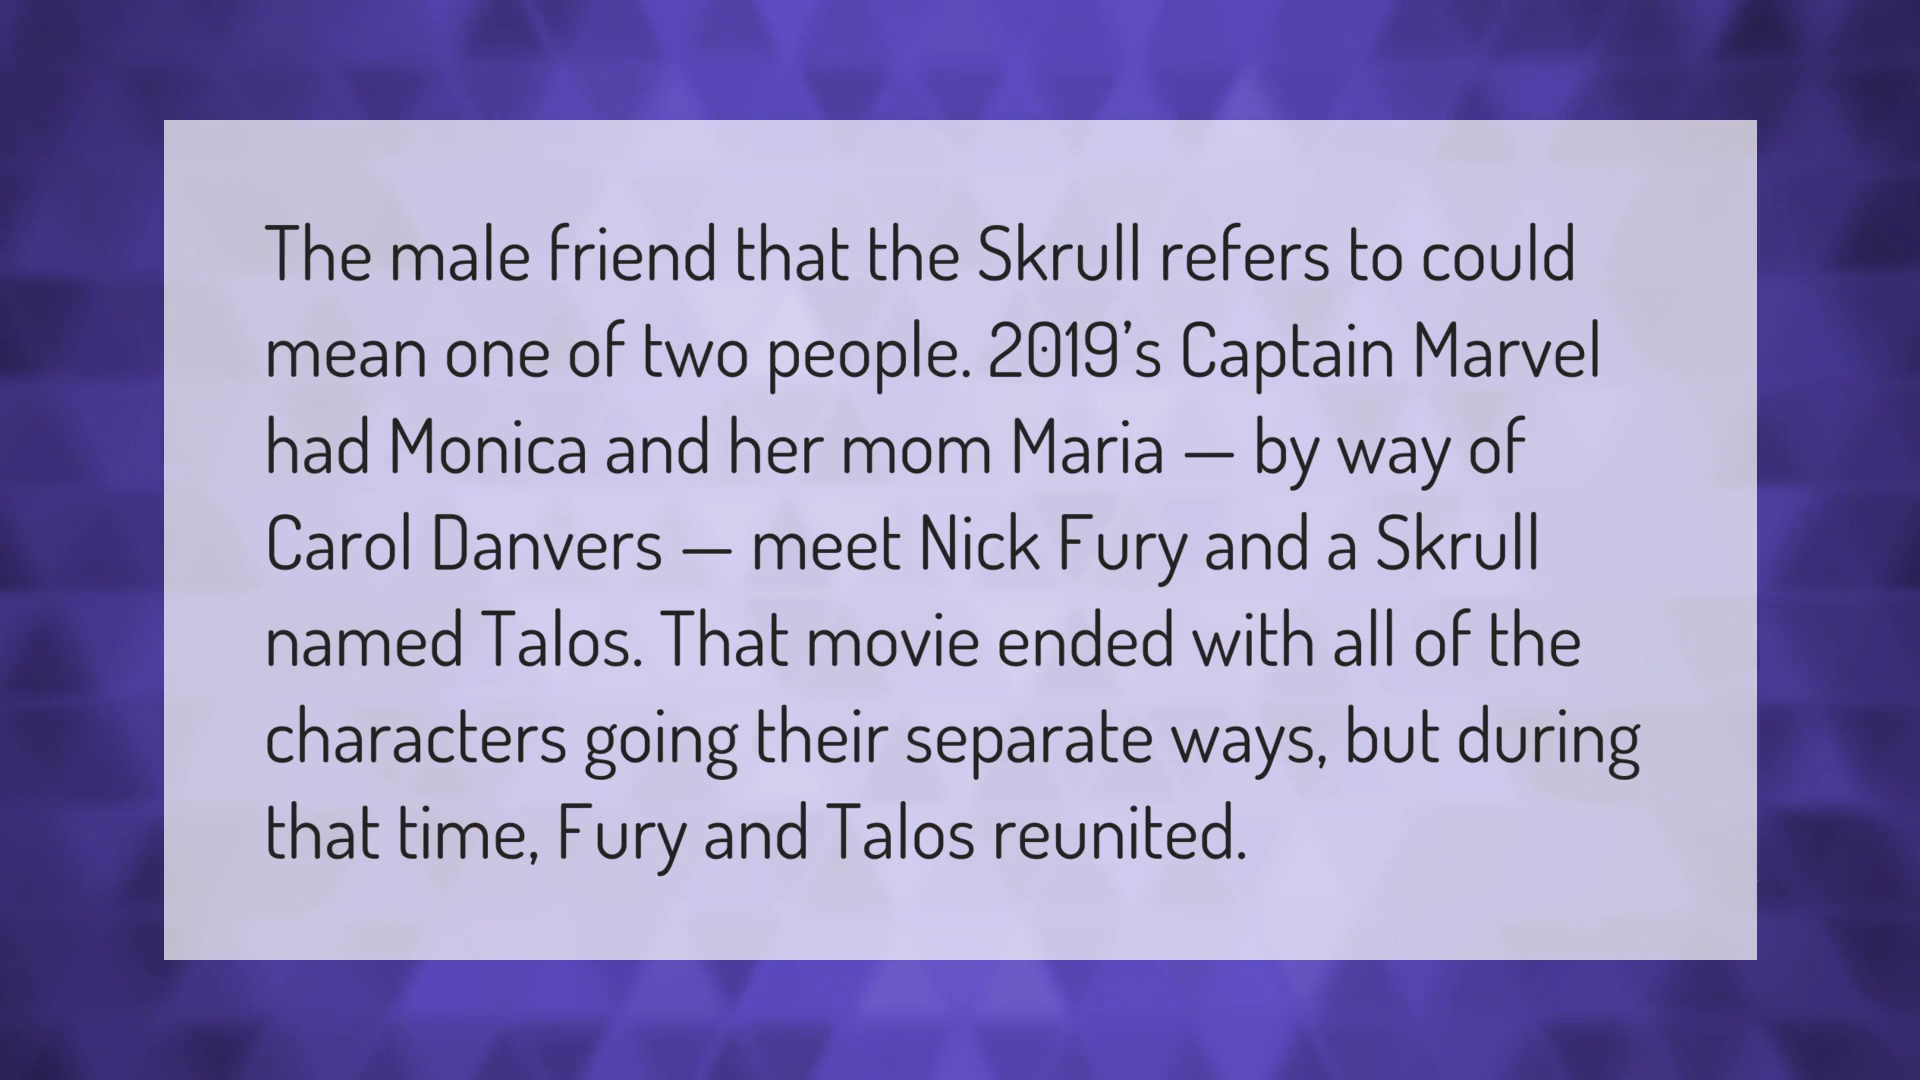 The male friend that the Skrull refers to could
mean one of two people. 2019’s Captain Marvel
had Monica and her mom Maria — by way of
Carol Danvers — meet Nick Fury and a Skrull
named Talos. That movie ended with all of the
characters going their separate ways, but during
that time, Fury and Talos reunited.